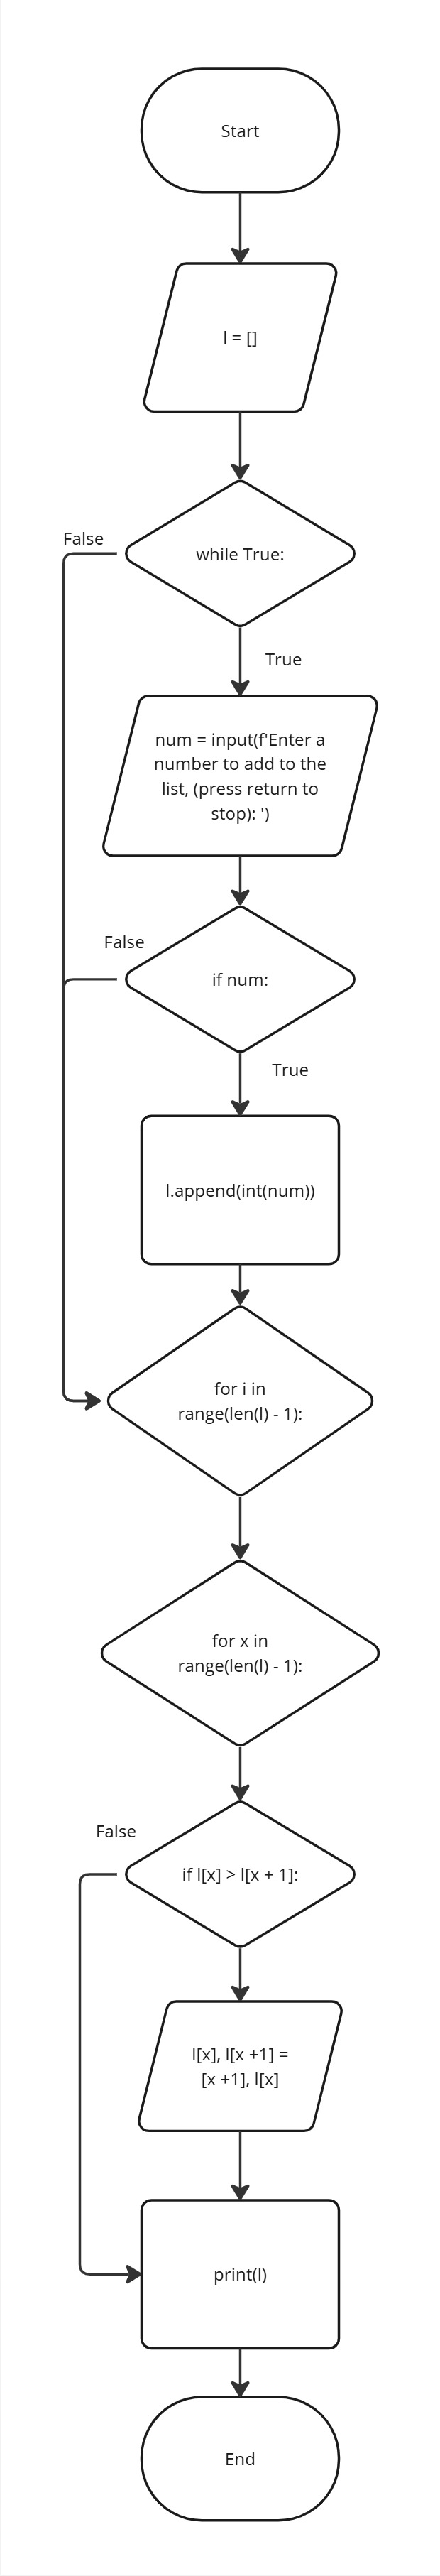 Start
l = []
False
while True:
True
num = input(f'Enter a
number to add to the
list, (press return to
stop): ')
False
if num:
True
l.append(int(num))
for i in
range(len(l) - 1):
for x in
range(len(l) - 1):
False
if l[x] > l[x + 1]:
l[x], l[x +1] =
[x +1], l[x]
print(l)
End